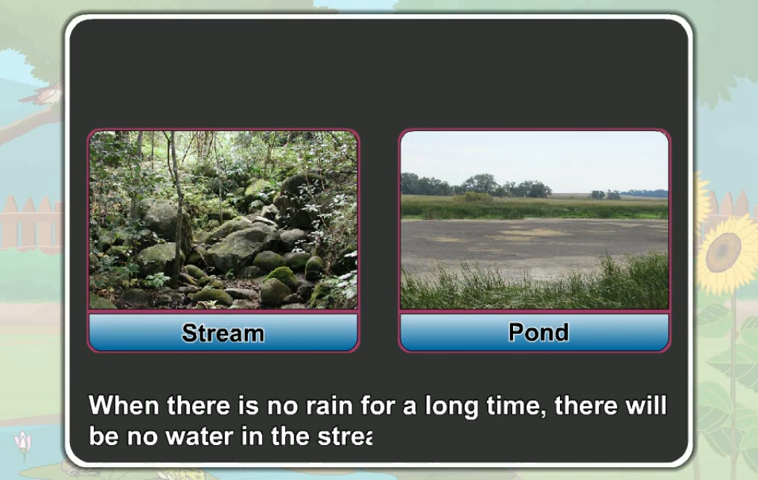 Stream
Pond
When there is no rain for a long time, there will
be no water in the